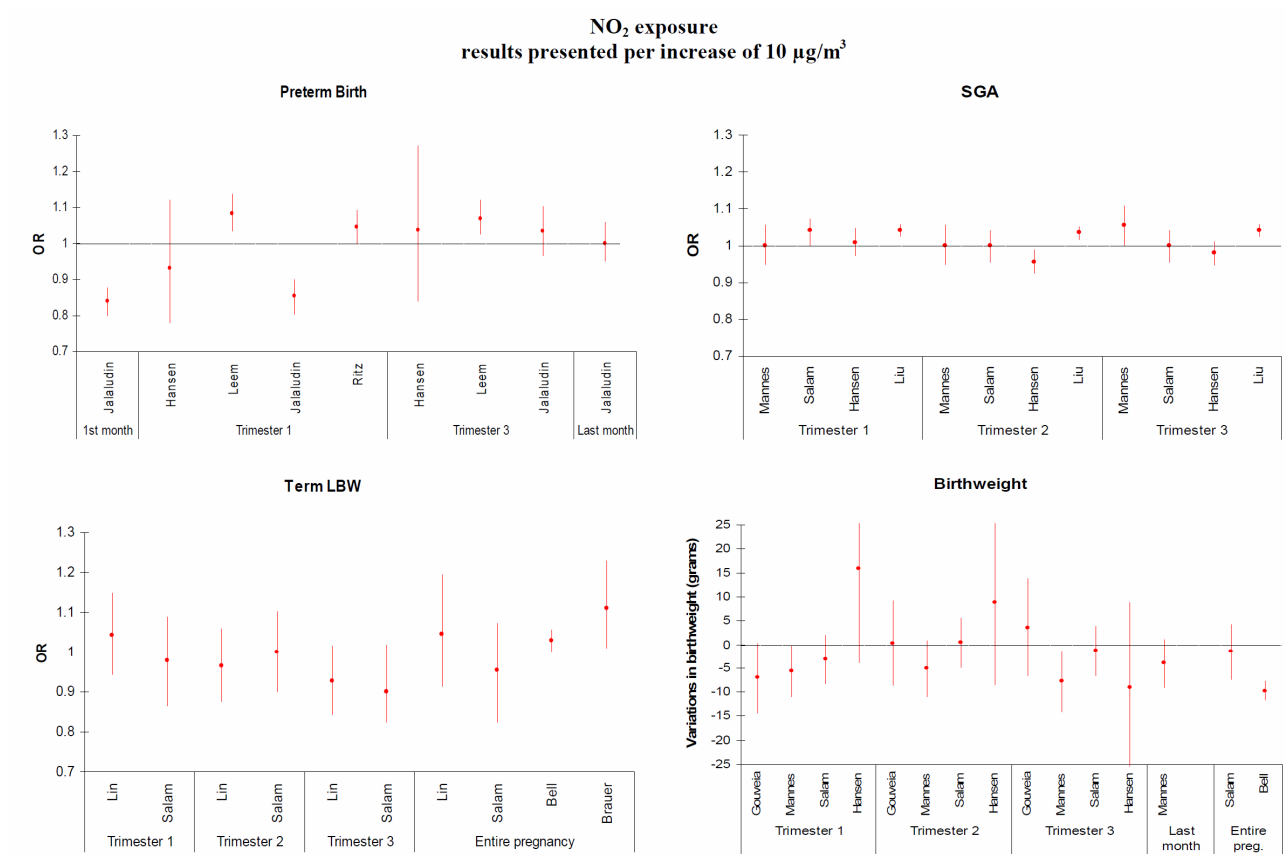 NO₂ exposure
results presented per increase of 10 µg/m³
Preterm Birth
OR
1.3
1.2
1.1
1
0.9
0.8
0.7
Jalaludin
Hansen
Leem
Jalaludin
Ritz
Hansen
Leem
Jalaludin
Jalaludin
1st month
Trimester 1
Trimester 3
Last month
SGA
OR
1.3
1.2
1.1
1
0.9
0.8
0.7
Mannes
Salam
Hansen
Liu
Mannes
Salam
Hansen
Liu
Mannes
Salam
Hansen
Liu
Trimester 1
Trimester 2
Trimester 3
Term LBW
OR
1.3
1.2
1.1
1
0.9
0.8
0.7
Lin
Salam
Lin
Salam
Lin
Salam
Lin
Salam
Bell
Brauer
Trimester 1
Trimester 2
Trimester 3
Entire pregnancy
Birthweight
Variations in birthweight (grams)
25
20
15
10
5
0
-5
-10
-15
-20
-25
Gouveia
Mannes
Salam
Hansen
Gouveia
Mannes
Salam
Hansen
Gouveia
Mannes
Salam
Hansen
Mannes
Salam
Bell
Trimester 1
Trimester 2
Trimester 3
Last
month
Entire
preg.